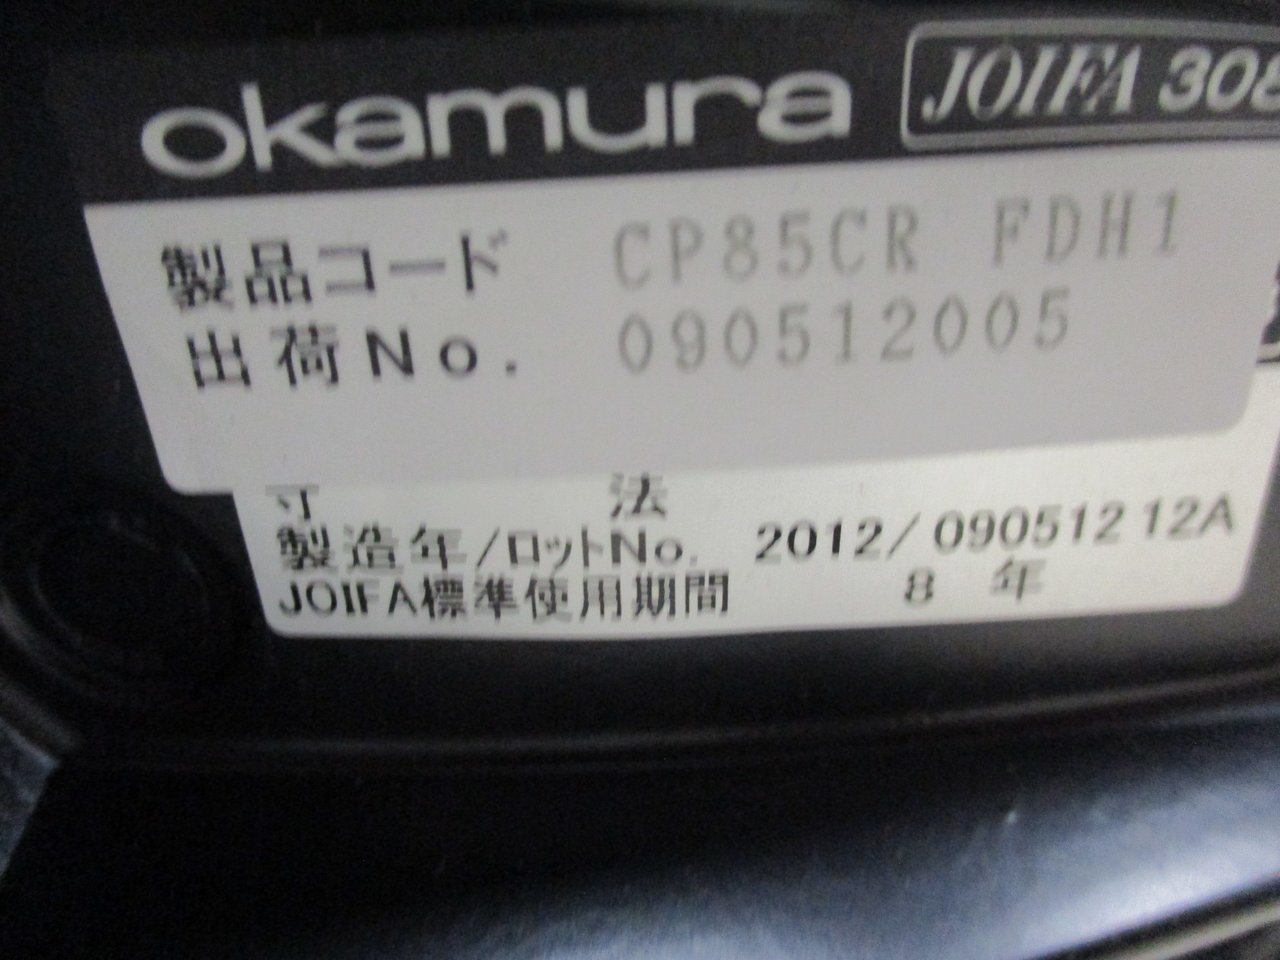 okamura JOIFA 308
製品コード CP85CR FDH1
出荷No. 090512005
寸 法
製造年/ロットNo. 2012/090512 12A
JOIFA標準使用期間 8 年